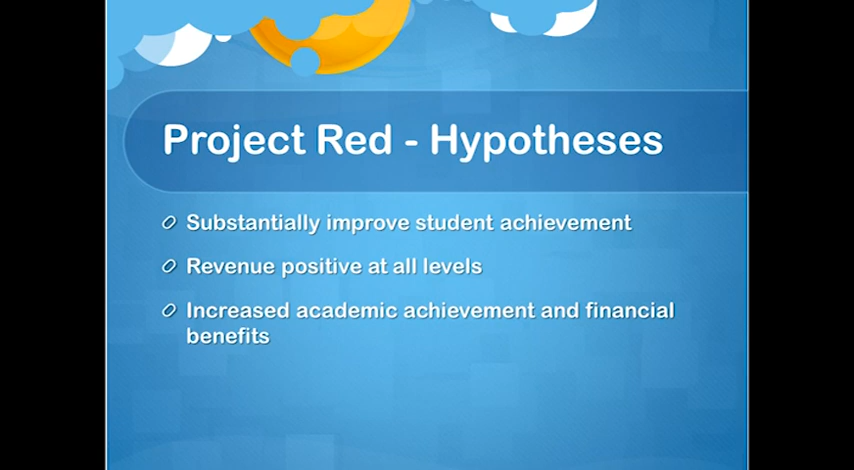 Project Red - Hypotheses
Substantially improve student achievement
Revenue positive at all levels
Increased academic achievement and financial
benefits